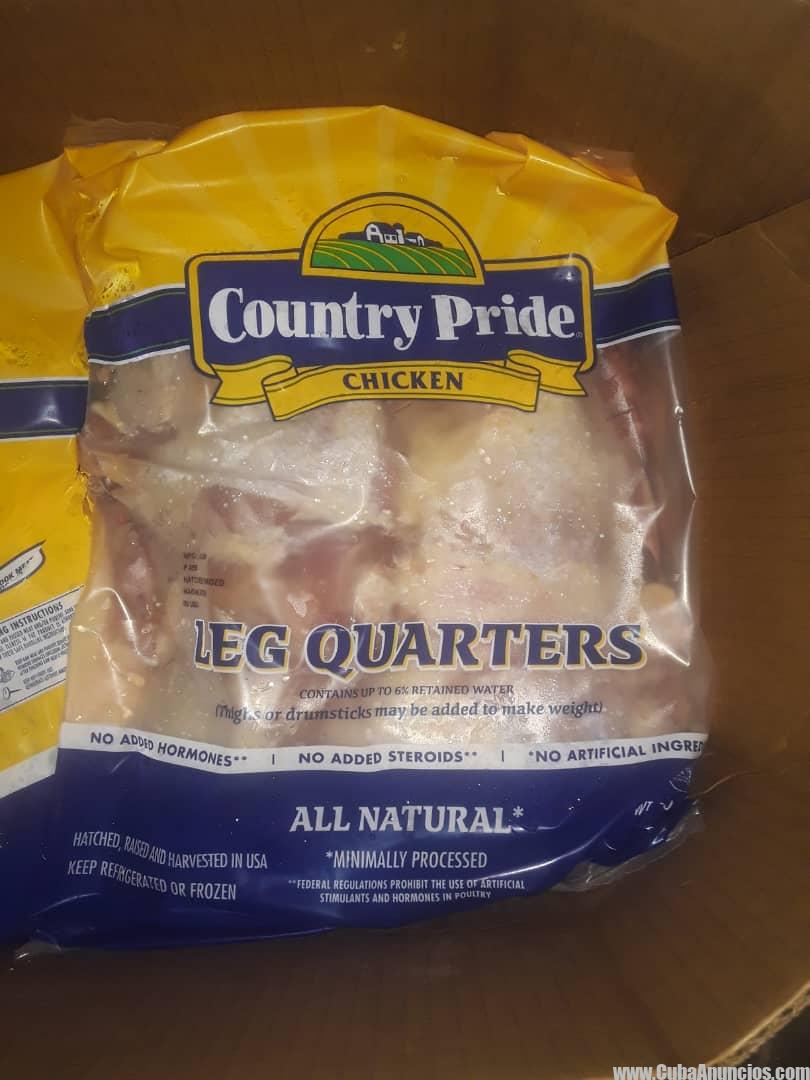 Country Pride
CHICKEN
LEG QUARTERS
CONTAINS UP TO 6% RETAINED WATER
(Thighs or drumsticks may be added to make weight)
NO ADDED HORMONES** | NO ADDED STEROIDS** | *NO ARTIFICIAL INGRE
ALL NATURAL*
*MINIMALLY PROCESSED
HATCHED, RAISED AND HARVESTED IN USA
KEEP REFRIGERATED OR FROZEN
**FEDERAL REGULATIONS PROHIBIT THE USE OF ARTIFICIAL
STIMULANTS AND HORMONES IN POULTRY
INSTRUCTIONS
www.CubaAnuncios.com